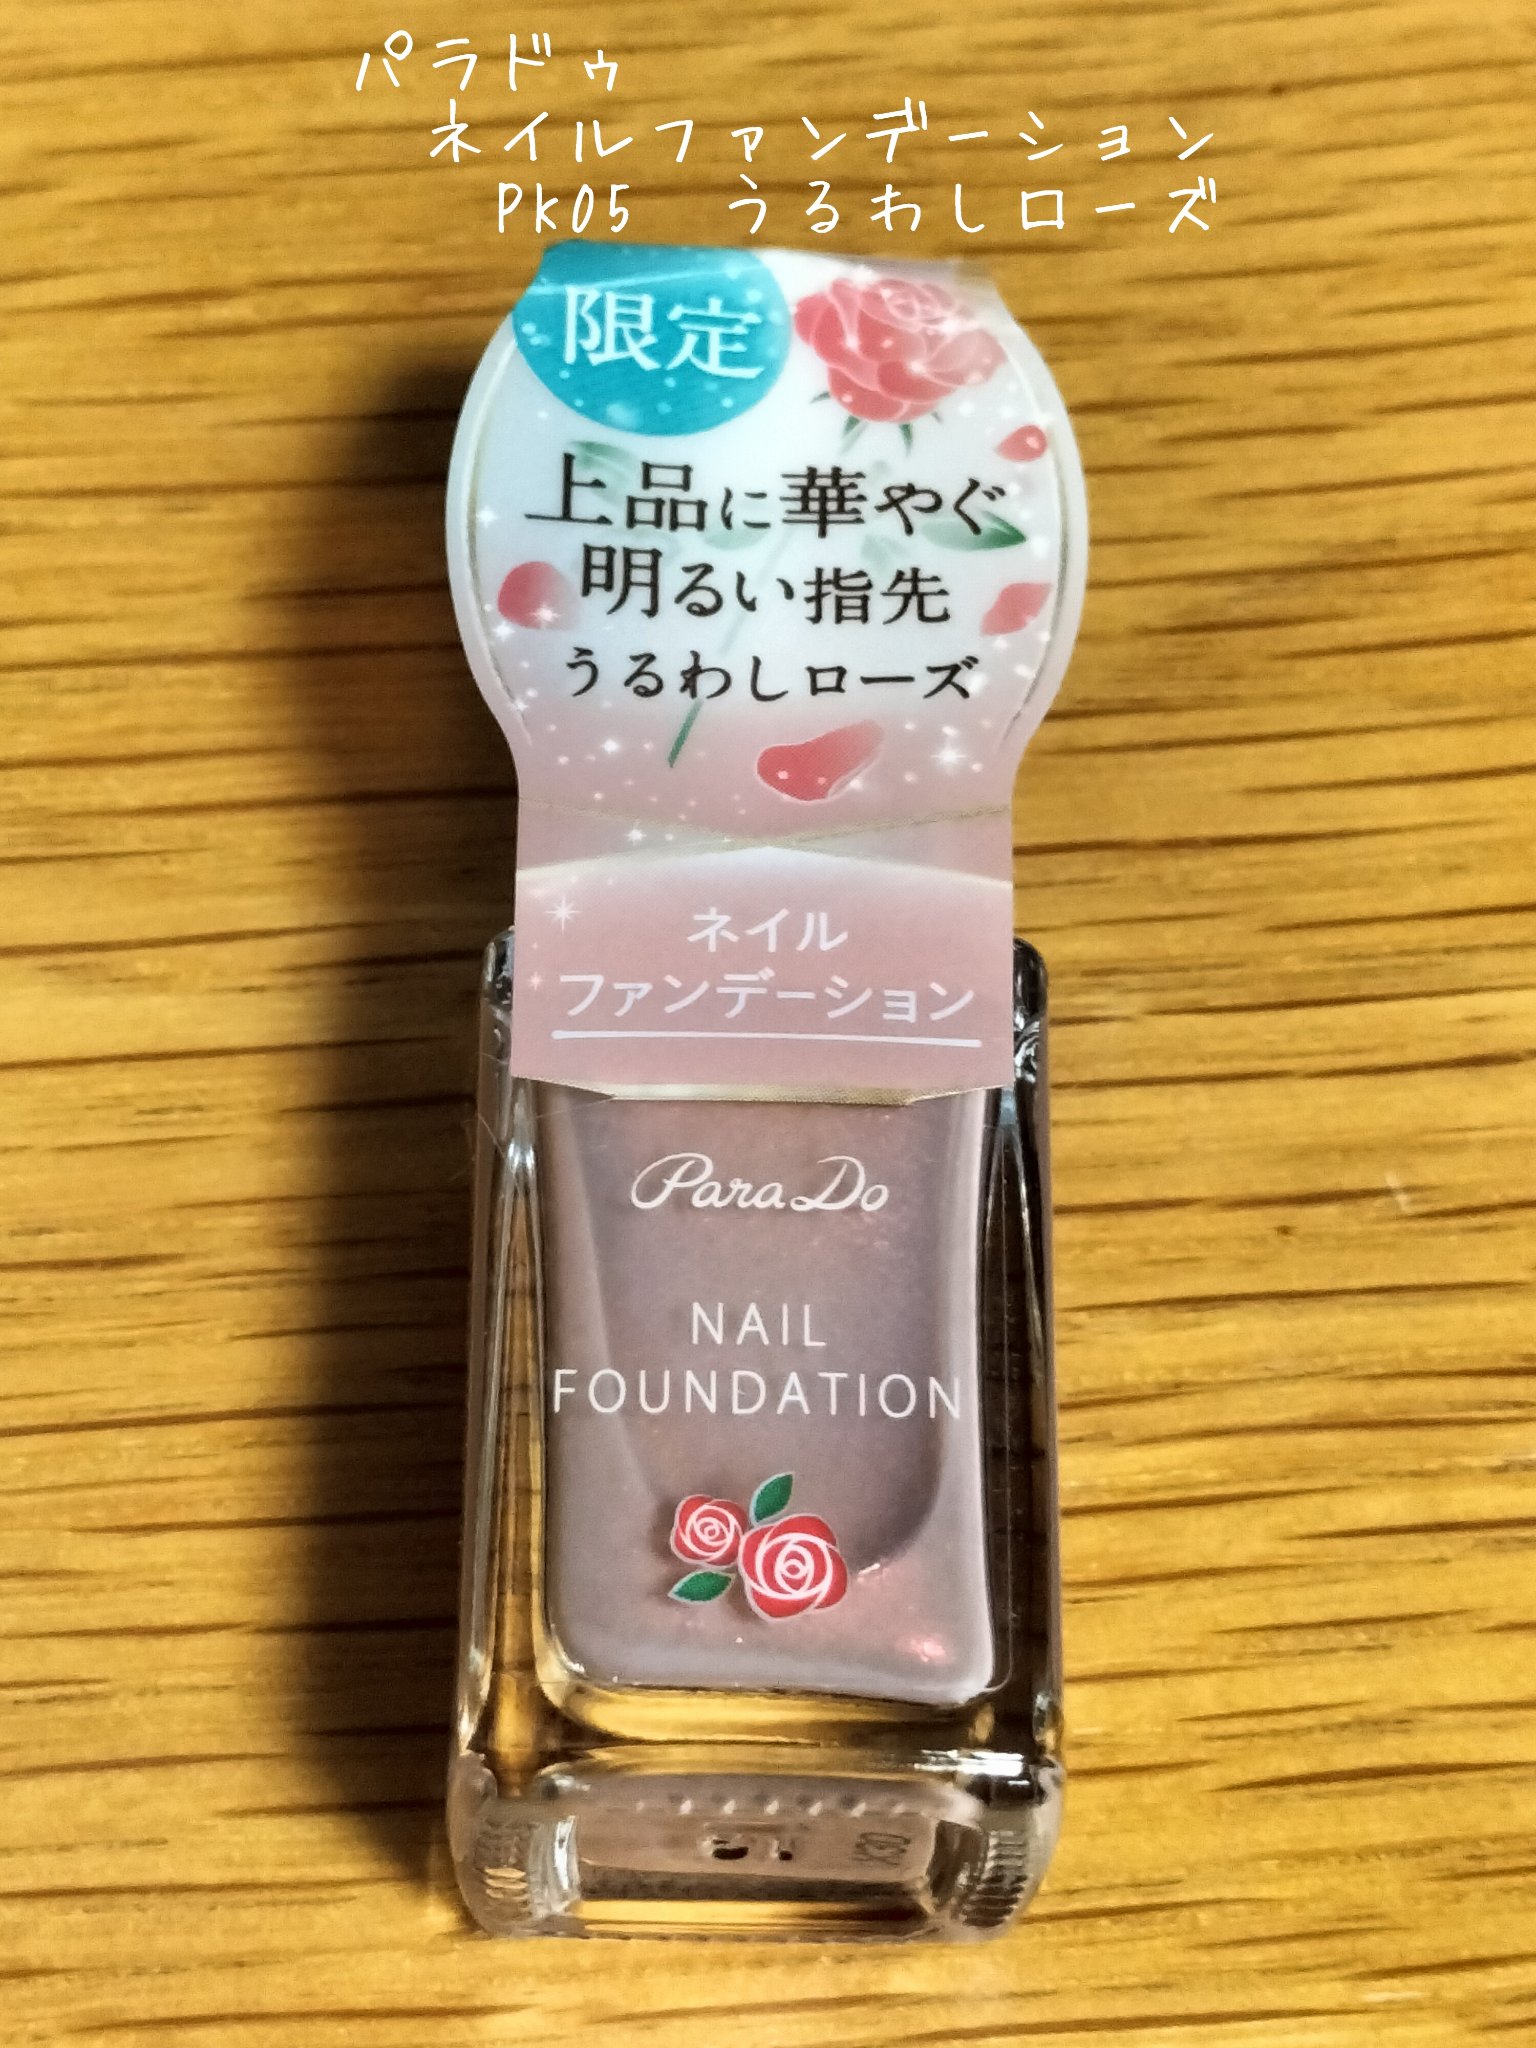 パラドゥ
ネイルファンデーション
PK05 うるわしローズ
限定
上品に華やぐ
明るい指先
うるわしローズ
ネイル
ファンデーション
ParaDo
NAIL
FOUNDATION